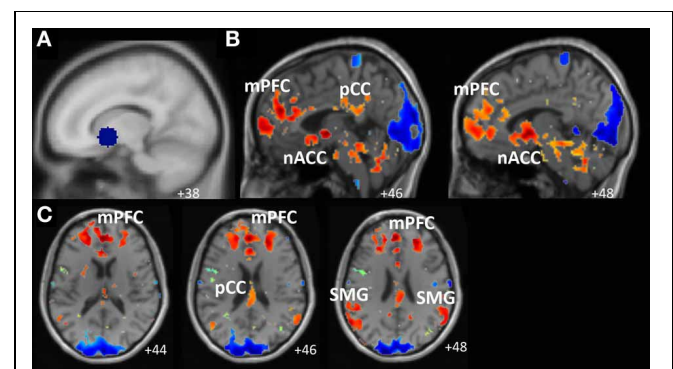 A
B
mPFC
pCC
mPFC
nACC
nACC
+38
+46
+48
C
mPFC
mPFC
mPFC
pCC
SMG
SMG
+44
+46
+48